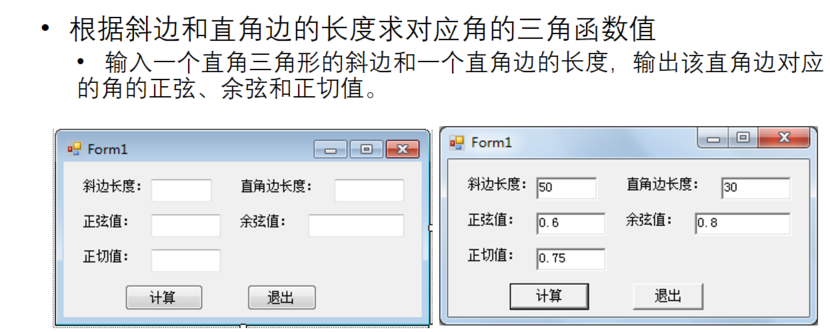 • 根据斜边和直角边的长度求对应角的三角函数值
• 输入一个直角三角形的斜边和一个直角边的长度，输出该直角边对应
的角的正弦、余弦和正切值。
Form1
斜边长度： 直角边长度：
正弦值： 余弦值：
正切值：
计算 退出
Form1
斜边长度： 50 直角边长度： 30
正弦值： 0.6 余弦值： 0.8
正切值： 0.75
计算 退出